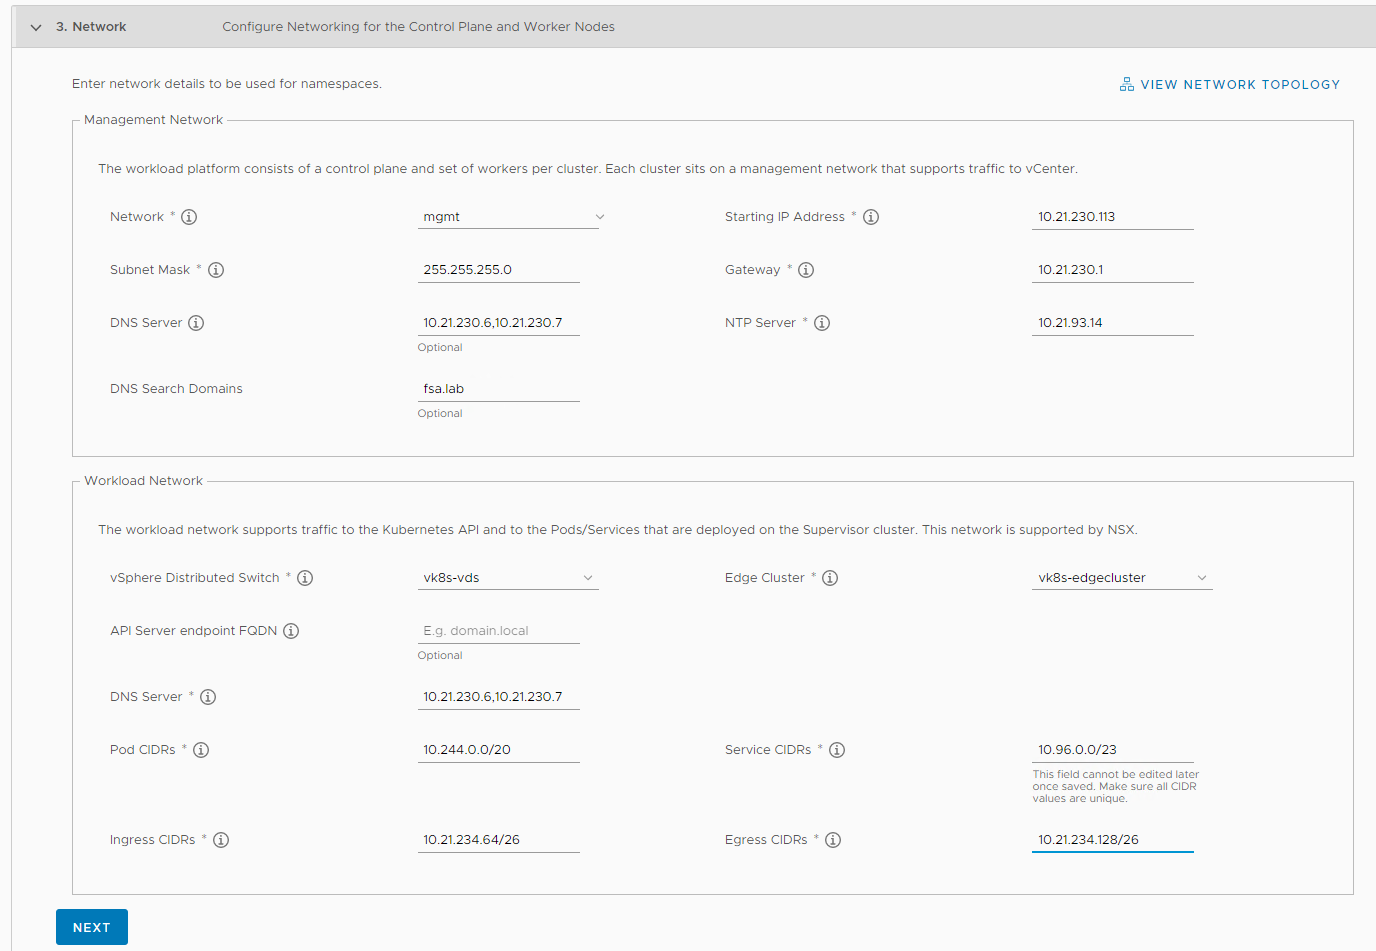 3. Network Configure Networking for the Control Plane and Worker Nodes
Enter network details to be used for namespaces. VIEW NETWORK TOPOLOGY
Management Network
The workload platform consists of a control plane and set of workers per cluster. Each cluster sits on a management network that supports traffic to vCenter.
Network * mgmt Starting IP Address * 10.21.230.113
Subnet Mask * 255.255.255.0 Gateway * 10.21.230.1
DNS Server 10.21.230.6,10.21.230.7 NTP Server * 10.21.93.14
Optional
DNS Search Domains fsa.lab
Optional
Workload Network
The workload network supports traffic to the Kubernetes API and to the Pods/Services that are deployed on the Supervisor cluster. This network is supported by NSX.
vSphere Distributed Switch * vk8s-vds Edge Cluster * vk8s-edgecluster
API Server endpoint FQDN E.g. domain.local
Optional
DNS Server * 10.21.230.6,10.21.230.7
Pod CIDRs * 10.244.0.0/20 Service CIDRs * 10.96.0.0/23
This field cannot be edited later
once saved. Make sure all CIDR
values are unique.
Ingress CIDRs * 10.21.234.64/26 Egress CIDRs * 10.21.234.128/26
NEXT